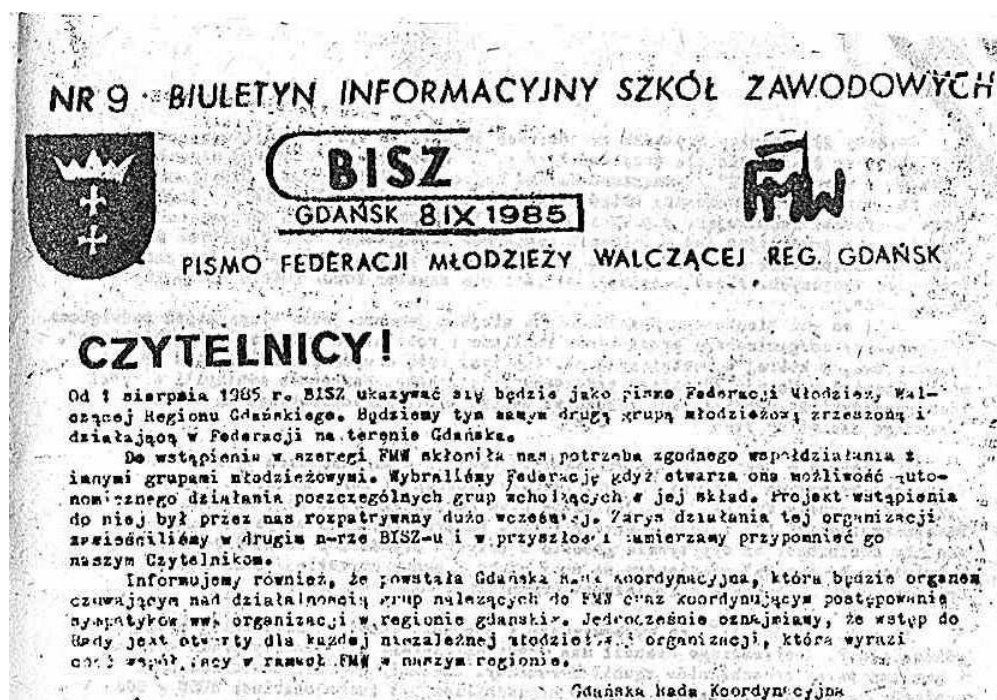 NR 9 · BIULETYN INFORMACYJNY SZKÓŁ ZAWODOWYCH
BISZ
GDAŃSK 8 IX 1985
FMW
PISMO FEDERACJI MŁODZIEŻY WALCZĄCEJ REG. GDAŃSK
CZYTELNICY!
Od 1 sierpnia 1985 r. BISZ ukazywać się będzie jako pismo Federacji Młodzieży Wal-
czącej Regionu Gdańskiego. Będziemy tym samym drugą grupą młodzieżową zrzeszoną i
działającą w Federacji na terenie Gdańska.
Do wstąpienia w szeregi FMW skłoniła nas potrzeba zgodnego współdziałania z
innymi grupami młodzieżowymi. Wybraliśmy Federację gdyż stwarza ona możliwość auto-
nomicznego działania poszczególnych grup wchodzących w jej skład. Projekt wstąpienia
do niej był przez nas rozpatrywany dużo wcześniej. Zarys działania tej organizacji
zamieściliśmy w drugim n-rze BISZ-u i w przyszłości zamierzamy przypomnieć go
naszym Czytelnikom.
Informujemy również, że powstała Gdańska Rada Koordynacyjna, która będzie organem
czuwającym nad działalnością grup należących do FMW oraz koordynującym postępowanie
sympatyków ww. organizacji w regionie gdańskim. Jednocześnie oznajmiamy, że wstęp do
Rady jest otwarty dla każdej niezależnej młodzieżowej organizacji, która wyrazi
chęć współpracy w ramach FMW w naszym regionie.
Gdańska Rada Koordynacyjna